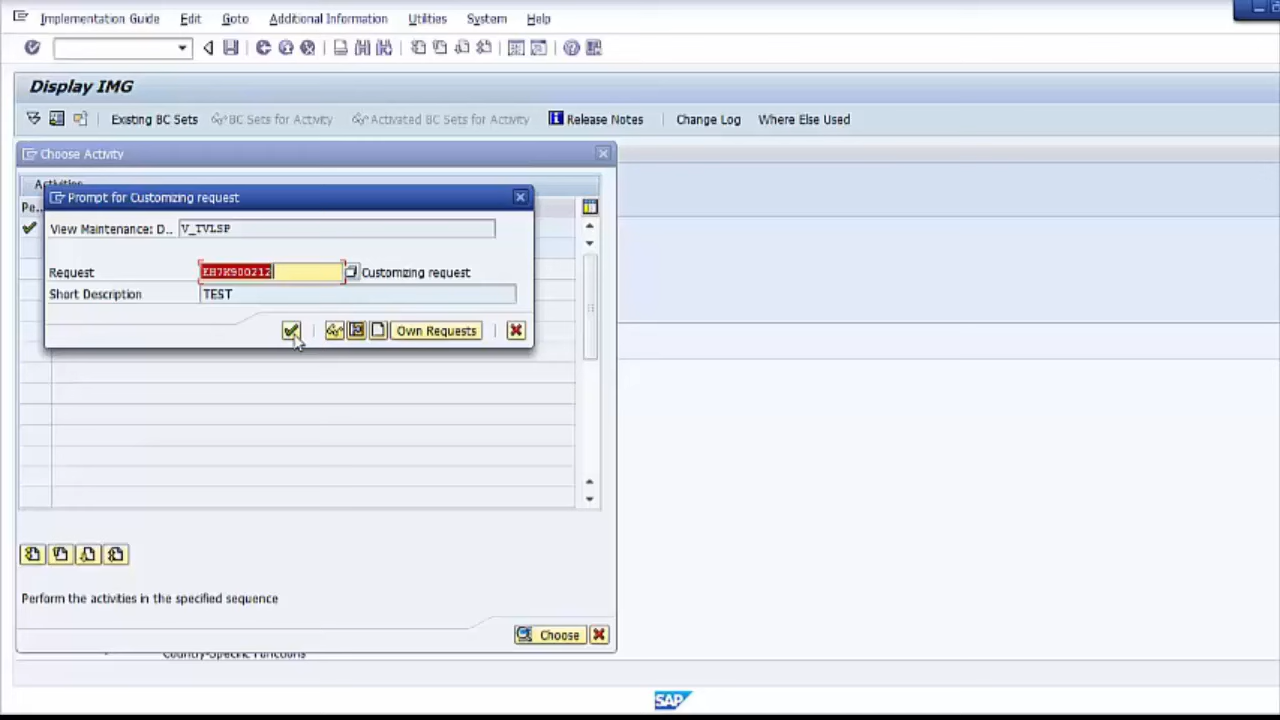 Implementation Guide Edit Goto Additional Information Utilities System Help
Display IMG
Existing BC Sets BC Sets for Activity Activated BC Sets for Activity Release Notes Change Log Where Else Used
Choose Activity
Activities
Pe..
Prompt for Customizing request
View Maintenance: D.. V_TVLSP
Request EH7K900212 Customizing request
Short Description TEST
Own Requests
Perform the activities in the specified sequence
Choose
Country-Specific Functions
SAP